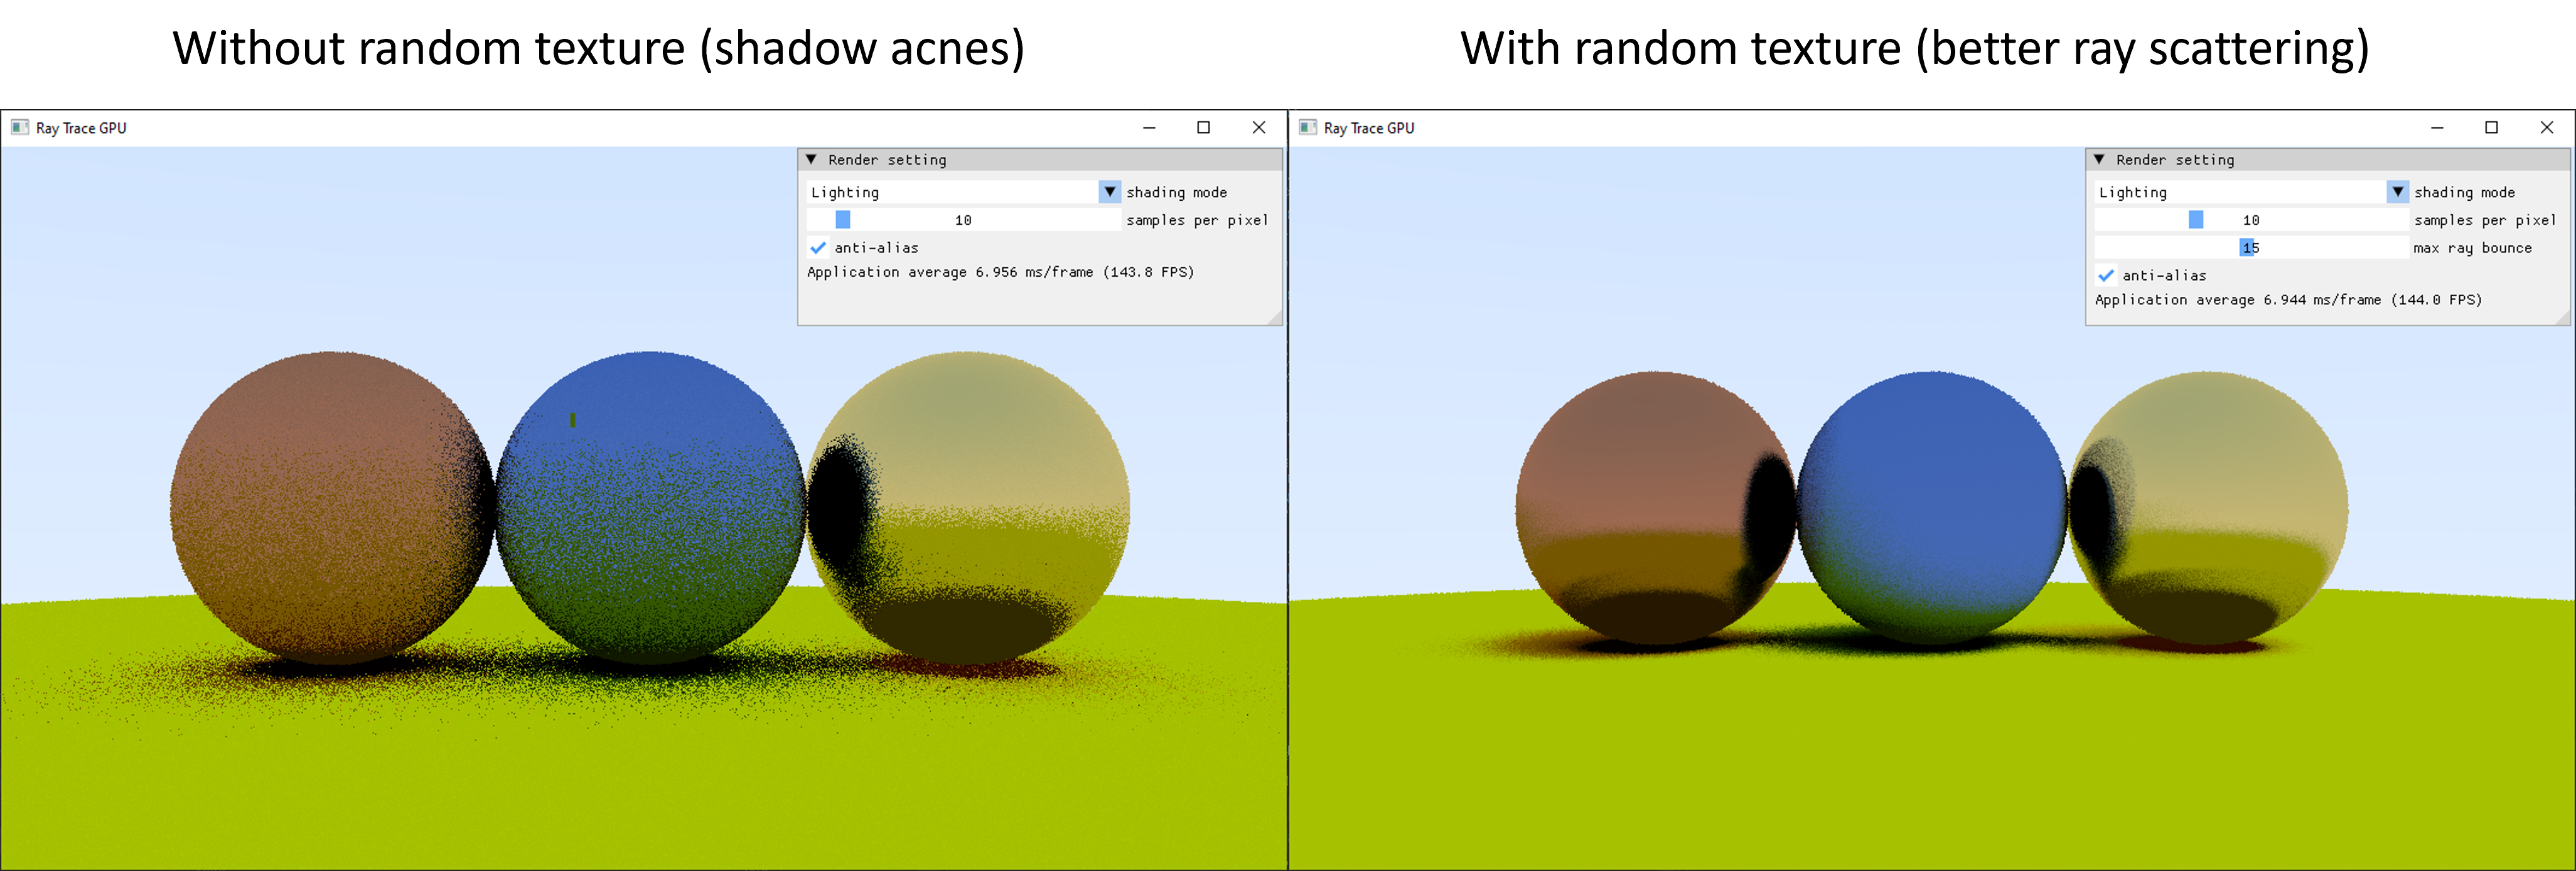 Without random texture (shadow acnes)
With random texture (better ray scattering)
Ray Trace GPU
Render setting
Lighting shading mode
10 samples per pixel
anti-alias
Application average 6.956 ms/frame (143.8 FPS)
Ray Trace GPU
Render setting
Lighting shading mode
10 samples per pixel
15 max ray bounce
anti-alias
Application average 6.944 ms/frame (144.0 FPS)